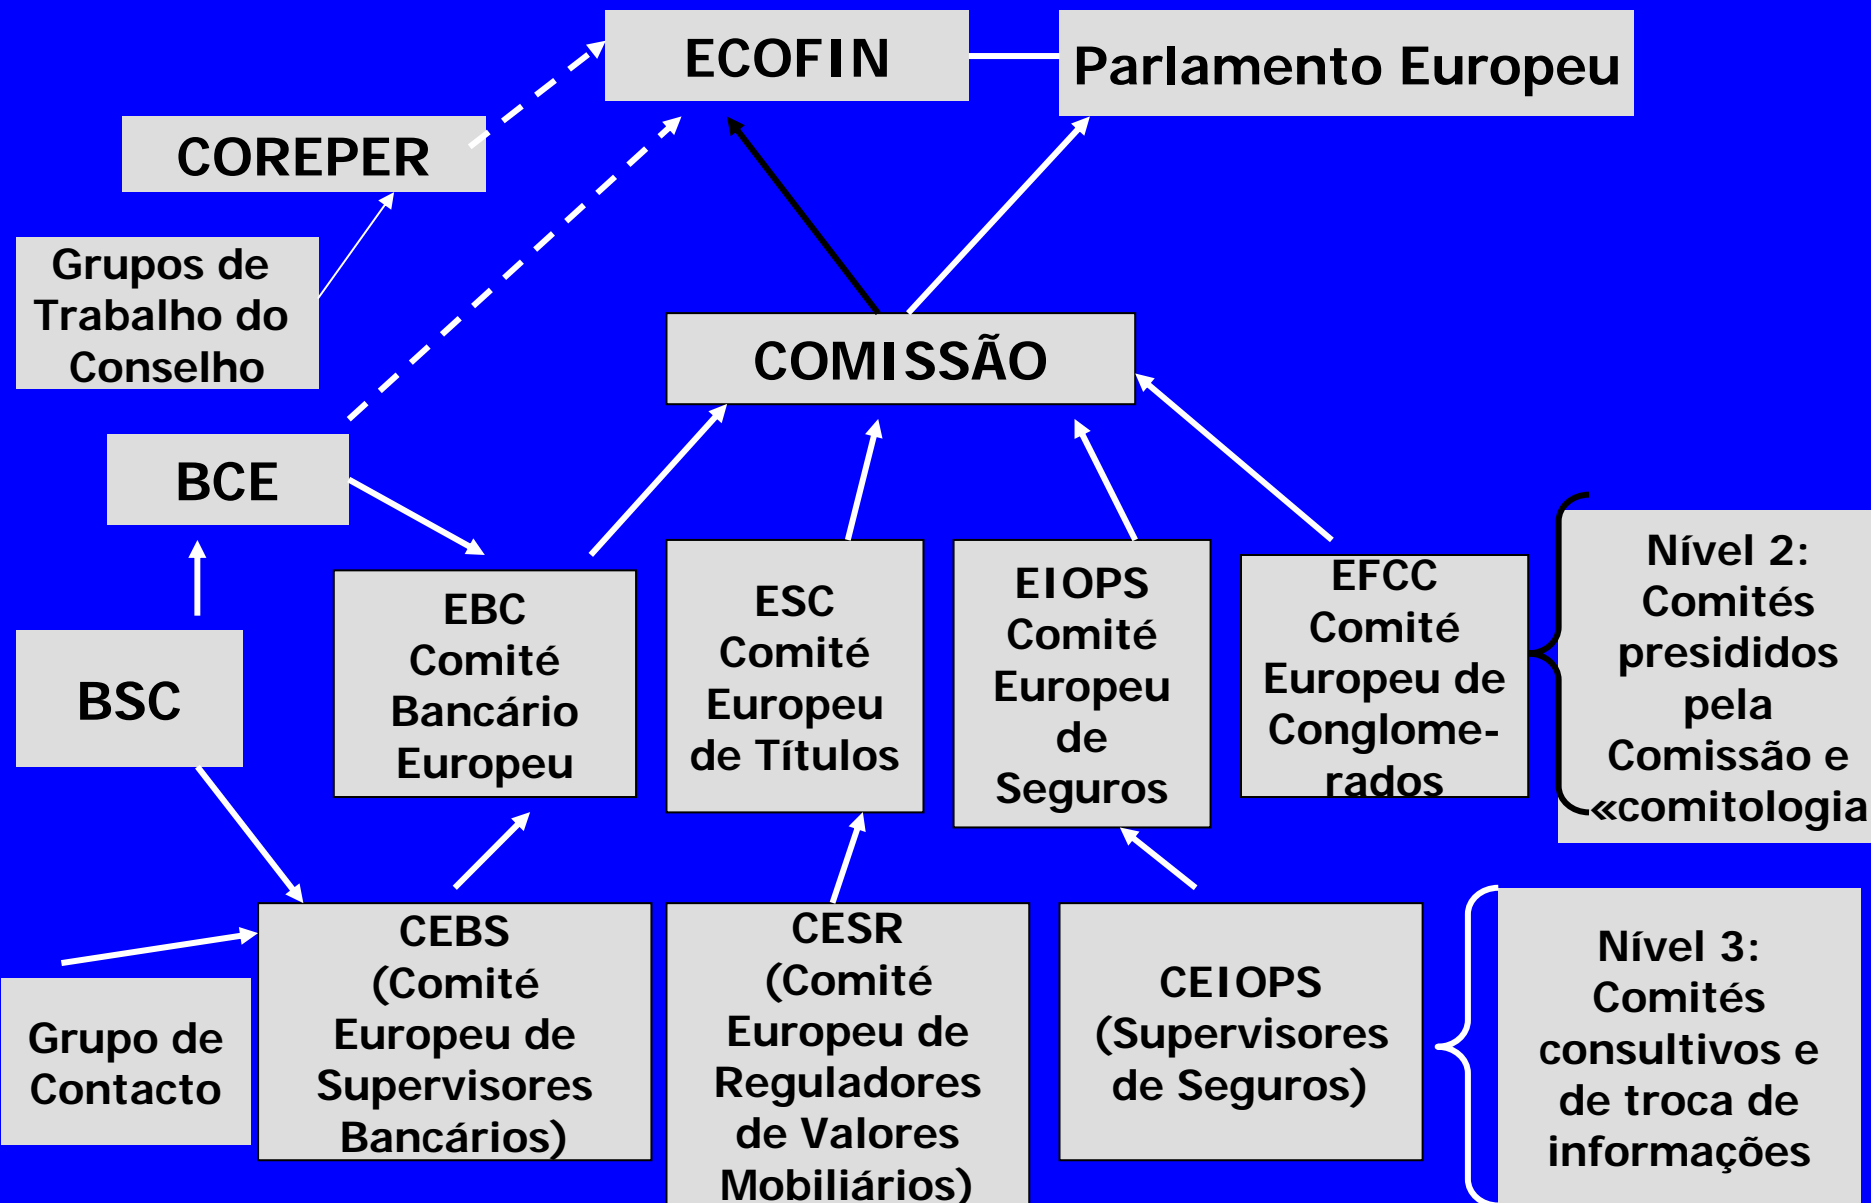 ECOFIN
Parlamento Europeu
COREPER
Grupos de
Trabalho do
Conselho
COMISSÃO
BCE
BSC
EBC
Comité
Bancário
Europeu
ESC
Comité
Europeu
de Títulos
EIOPS
Comité
Europeu
de
Seguros
EFCC
Comité
Europeu de
Conglome-
rados
Nível 2:
Comités
presididos
pela
Comissão e
«comitologia
Grupo de
Contacto
CEBS
(Comité
Europeu de
Supervisores
Bancários)
CESR
(Comité
Europeu de
Reguladores
de Valores
Mobiliários)
CEIOPS
(Supervisores
de Seguros)
Nível 3:
Comités
consultivos e
de troca de
informações